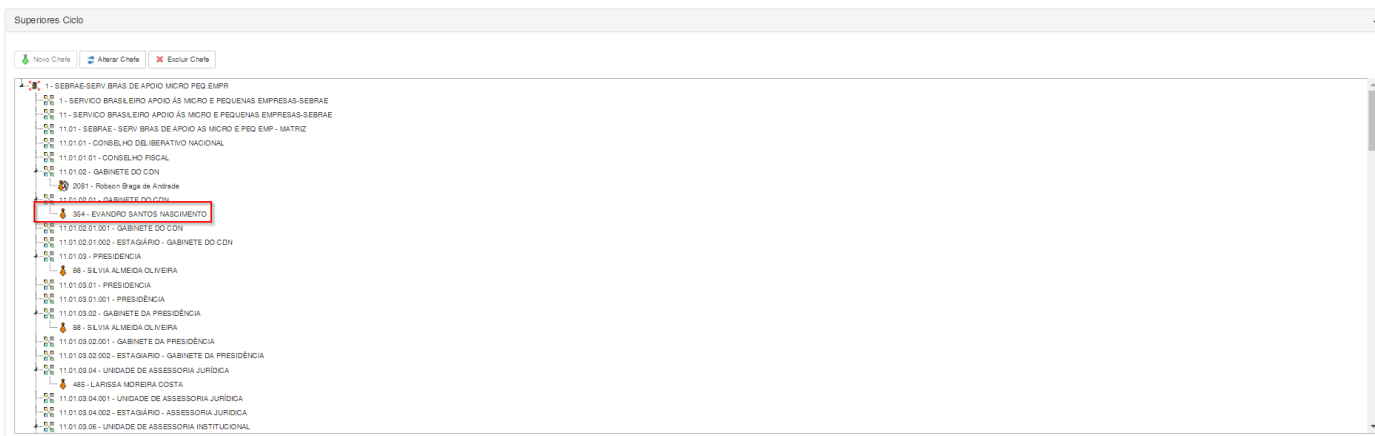 Superiores Ciclo
Novo Chefe Alterar Chefe Excluir Chefe
1 - SEBRAE-SERV.BRAS.DE APOIO MICRO PEQ.EMPR
1 - SERVICO BRASILEIRO APOIO ÁS MICRO E PEQUENAS EMPRESAS-SEBRAE
11 - SERVICO BRASILEIRO APOIO ÁS MICRO E PEQUENAS EMPRESAS-SEBRAE
11.01 - SEBRAE - SERV BRAS DE APOIO AS MICRO E PEQ EMP - MATRIZ
11.01.01 - CONSELHO DELIBERATIVO NACIONAL
11.01.01.01 - CONSELHO FISCAL
11.01.02 - GABINETE DO CDN
2081 - Robson Braga de Andrade
11.01.02.01 - GABINETE DO CDN
354 - EVANDRO SANTOS NASCIMENTO
11.01.02.01.001 - GABINETE DO CDN
11.01.02.01.002 - ESTAGIÁRIO - GABINETE DO CDN
11.01.03 - PRESIDENCIA
88 - SILVIA ALMEIDA OLIVEIRA
11.01.03.01 - PRESIDENCIA
11.01.03.01.001 - PRESIDÊNCIA
11.01.03.02 - GABINETE DA PRESIDÊNCIA
88 - SILVIA ALMEIDA OLIVEIRA
11.01.03.02.001 - GABINETE DA PRESIDÊNCIA
11.01.03.02.002 - ESTAGIARIO - GABINETE DA PRESIDÊNCIA
11.01.03.04 - UNIDADE DE ASSESSORIA JURÍDICA
485 - LARISSA MOREIRA COSTA
11.01.03.04.001 - UNIDADE DE ASSESSORIA JURÍDICA
11.01.03.04.002 - ESTAGIÁRIO - ASSESSORIA JURIDICA
11.01.03.06 - UNIDADE DE ASSESSORIA INSTITUCIONAL